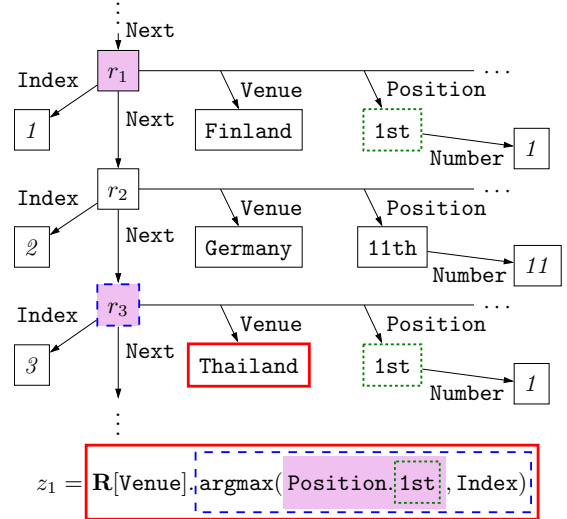 ⋮
Next
r₁ ...
Index Venue Position
1 Next Finland 1st 1
Number
r₂ ...
Index Venue Position
2 Next Germany 11th 11
Number
r₃ ...
Index Venue Position
3 Next Thailand 1st 1
Number
⋮
z₁ = R[Venue].argmax(Position.1st,Index)